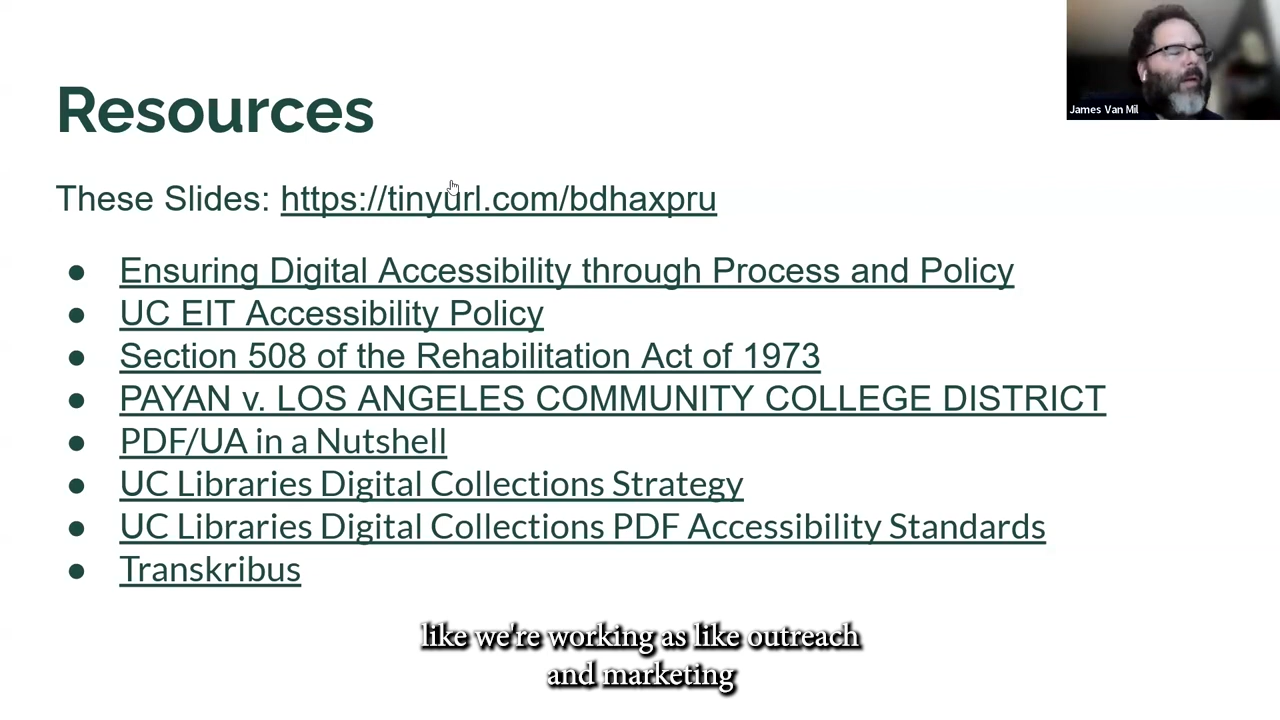 James Van Mil
Resources
These Slides: https://tinyurl.com/bdhaxpru
● Ensuring Digital Accessibility through Process and Policy
● UC EIT Accessibility Policy
● Section 508 of the Rehabilitation Act of 1973
● PAYAN v. LOS ANGELES COMMUNITY COLLEGE DISTRICT
● PDF/UA in a Nutshell
● UC Libraries Digital Collections Strategy
● UC Libraries Digital Collections PDF Accessibility Standards
● Transkribus
like we're working as like outreach
and marketing